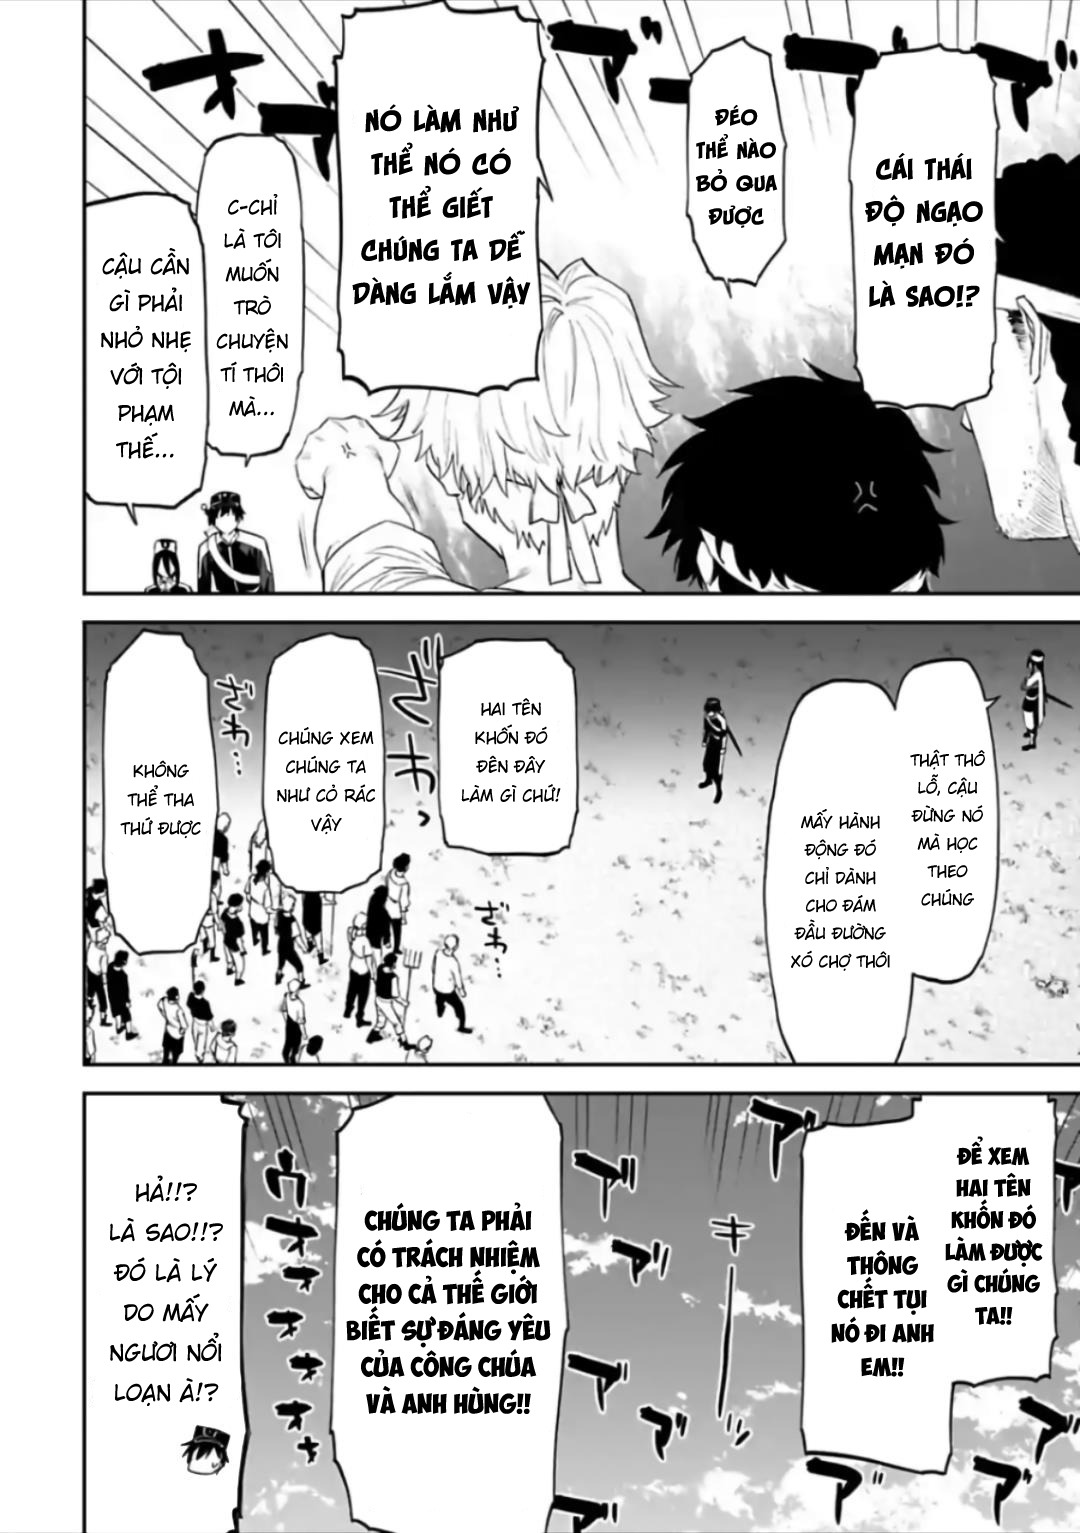 CÁI THÁI
ĐỘ NGẠO
MẠN ĐÓ
LÀ SAO!?
ĐÉO
THỂ NÀO
BỎ QUA
ĐƯỢC
NÓ LÀM NHƯ
THỂ NÓ CÓ
THỂ GIẾT
CHÚNG TA DỄ
DÀNG LẮM VẬY
C-CHỈ
LÀ TÔI
MUỐN
TRÒ
CHUYỆN
TÍ THÔI
MÀ...
CẬU CẦN
GÌ PHẢI
NHỎ NHẸ
VỚI TỘI
PHẠM
THẾ...
THẬT THÔ
LỖ, CẬU
ĐỪNG NÓ
MÀ HỌC
THEO
CHÚNG
MẤY HÀNH
ĐỘNG ĐÓ
CHỈ DÀNH
CHO ĐÁM
ĐẦU ĐƯỜNG
XÓ CHỢ THÔI
HAI TÊN
KHỐN ĐÓ
ĐẾN ĐÂY
LÀM GÌ CHỨ!
CHÚNG XEM
CHÚNG TA
NHƯ CỎ RÁC
VẬY
KHÔNG
THỂ THA
THỨ ĐƯỢC
ざわ…
ざわ…
ĐỂ XEM
HAI TÊN
KHỐN ĐÓ
LÀM ĐƯỢC
GÌ CHÚNG
TA!!
ĐẾN VÀ
THÔNG
CHẾT TỤI
NÓ ĐI ANH
EM!!
CHÚNG TA PHẢI
CÓ TRÁCH NHIỆM
CHO CẢ THẾ GIỚI
BIẾT SỰ ĐÁNG YÊU
CỦA CÔNG CHÚA
VÀ ANH HÙNG!!
HẢ!!?
LÀ SAO!!?
ĐÓ LÀ LÝ
DO MẤY
NGƯƠI NỔI
LOẠN À!?